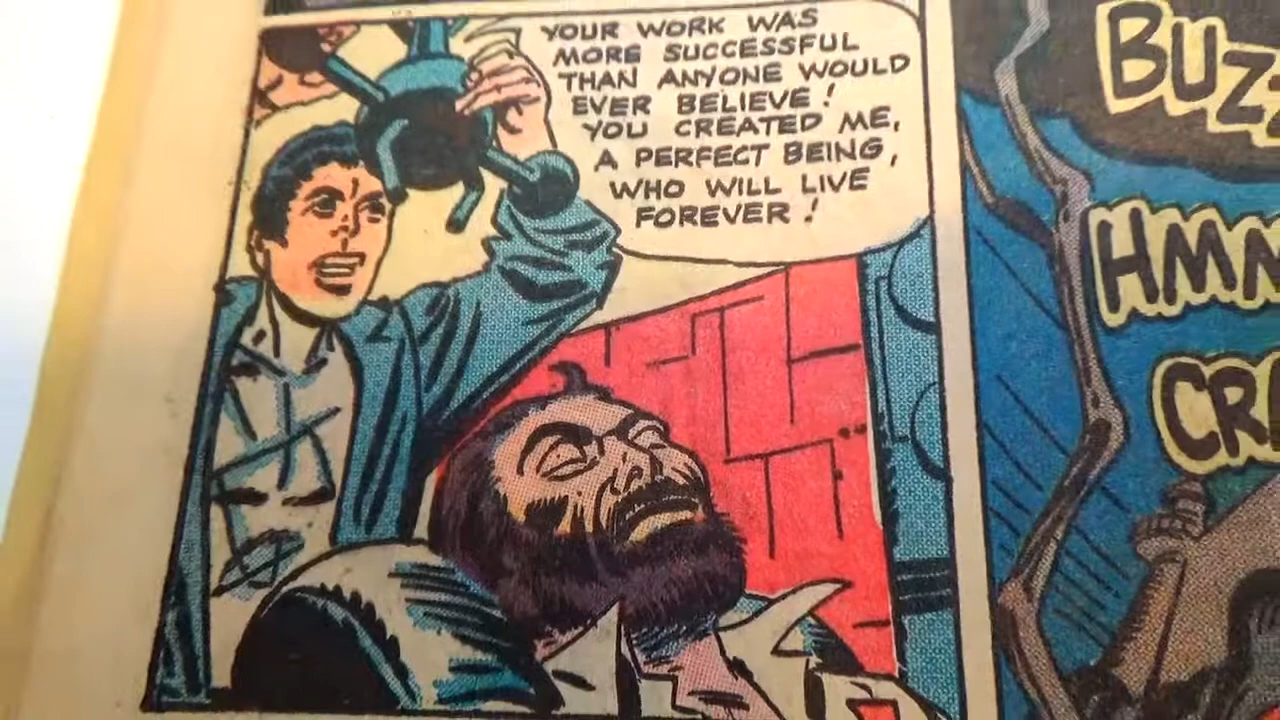 YOUR WORK WAS
MORE SUCCESSFUL
THAN ANYONE WOULD
EVER BELIEVE!
YOU CREATED ME,
A PERFECT BEING,
WHO WILL LIVE
FOREVER!